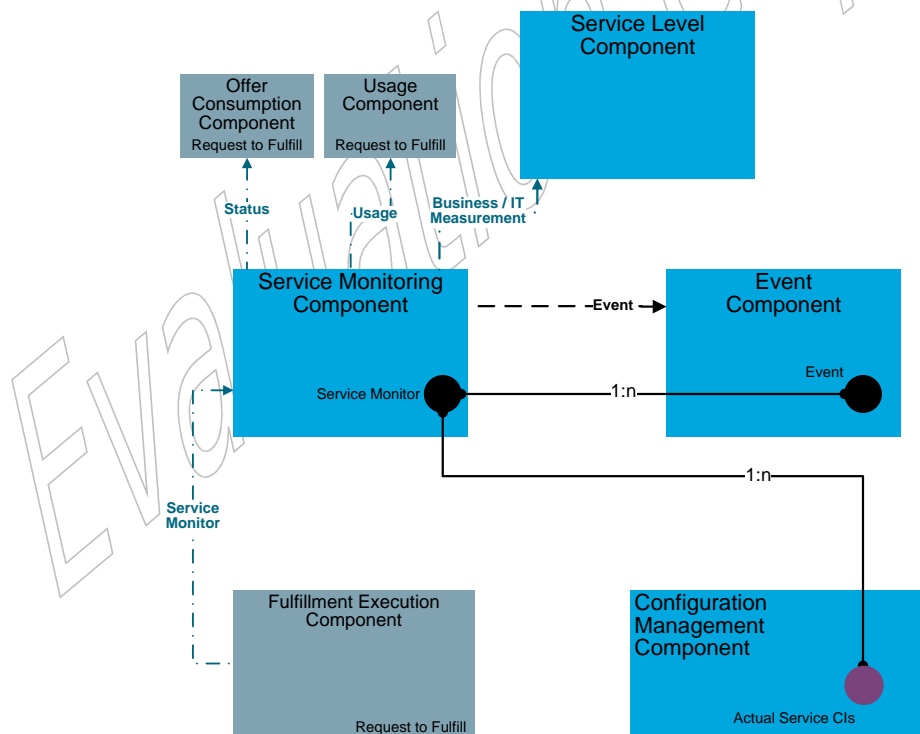 Service Level
Component
Offer
Consumption
Component
Request to Fulfill
Usage
Component
Request to Fulfill
Status
Usage
Business / IT
Measurement
Service Monitoring
Component
Service Monitor
Event
Event
Component
Event
1:n
1:n
Service
Monitor
Fulfillment Execution
Component
Request to Fulfill
Configuration
Management
Component
Actual Service CIs